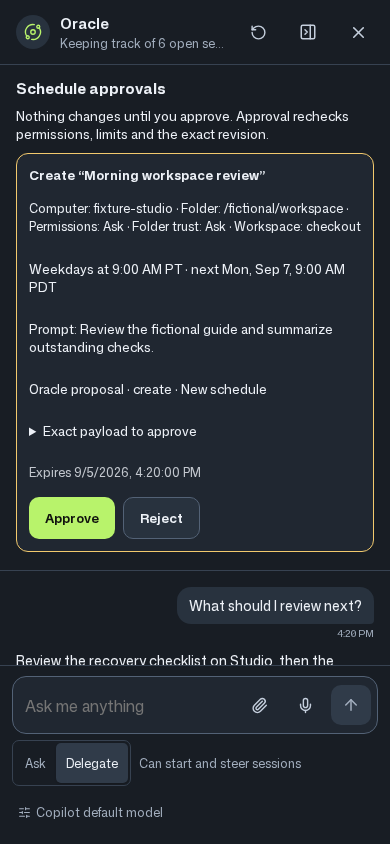 Oracle
Keeping track of 6 open se...
Schedule approvals
Nothing changes until you approve. Approval rechecks
permissions, limits and the exact revision.
Create “Morning workspace review”
Computer: fixture-studio · Folder: /fictional/workspace ·
Permissions: Ask · Folder trust: Ask · Workspace: checkout
Weekdays at 9:00 AM PT · next Mon, Sep 7, 9:00 AM
PDT
Prompt: Review the fictional guide and summarize
outstanding checks.
Oracle proposal · create · New schedule
Exact payload to approve
Expires 9/5/2026, 4:20:00 PM
Approve
Reject
What should I review next?
4:20 PM
Review the recovery checklist on Studio, then the
Ask me anything
Ask
Delegate
Can start and steer sessions
Copilot default model